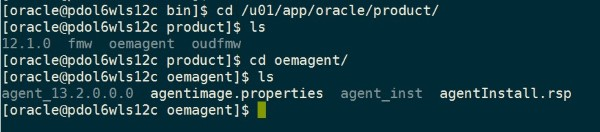 [oracle@pdol6wls12c bin]$ cd /u01/app/oracle/product/
[oracle@pdol6wls12c product]$ ls
12.1.0  fmw  oemagent  oudfmw
[oracle@pdol6wls12c product]$ cd oemagent/
[oracle@pdol6wls12c oemagent]$ ls
agent_13.2.0.0.0  agentimage.properties  agent_inst  agentInstall.rsp
[oracle@pdol6wls12c oemagent]$